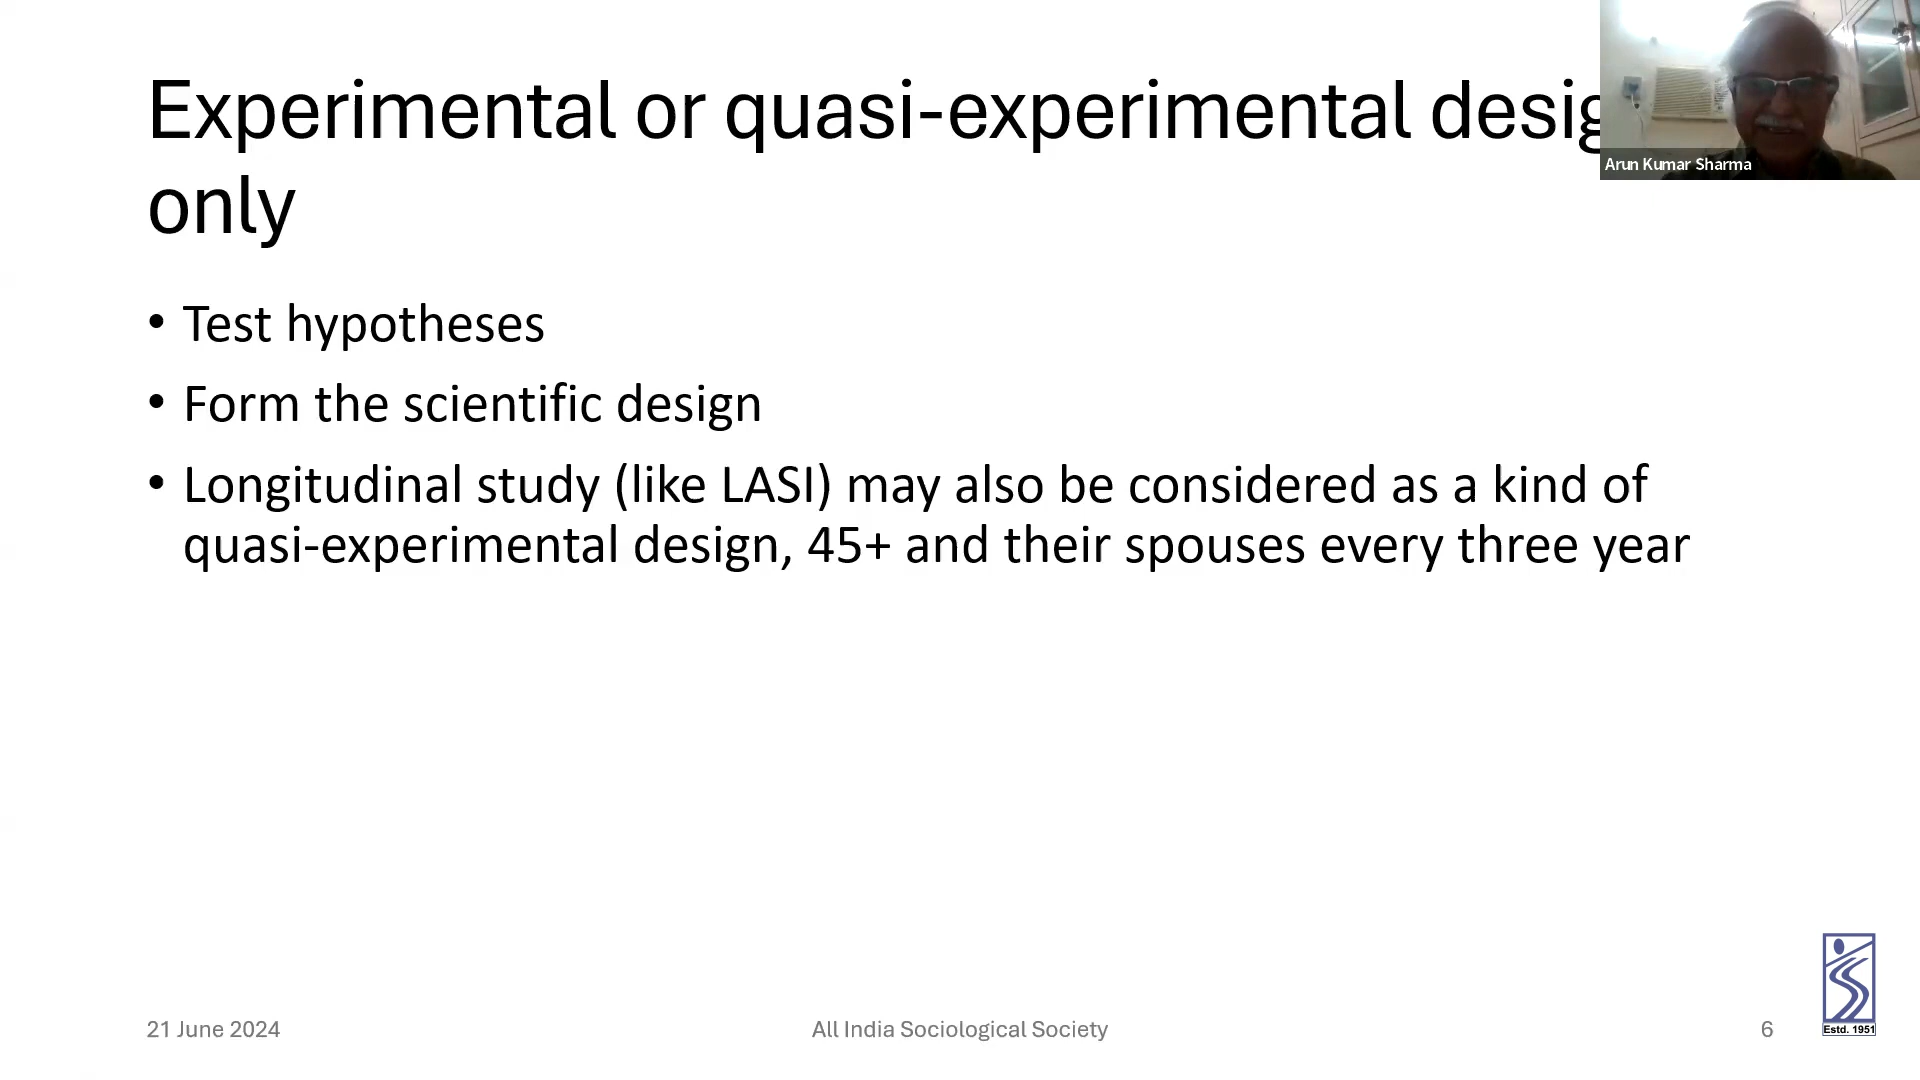 Experimental or quasi-experimental
only
Arun Kumar Sharma
• Test hypotheses
• Form the scientific design
• Longitudinal study (like LASI) may also be considered as a kind of
quasi-experimental design, 45+ and their spouses every three year
21 June 2024
All India Sociological Society
6
Estd. 1951